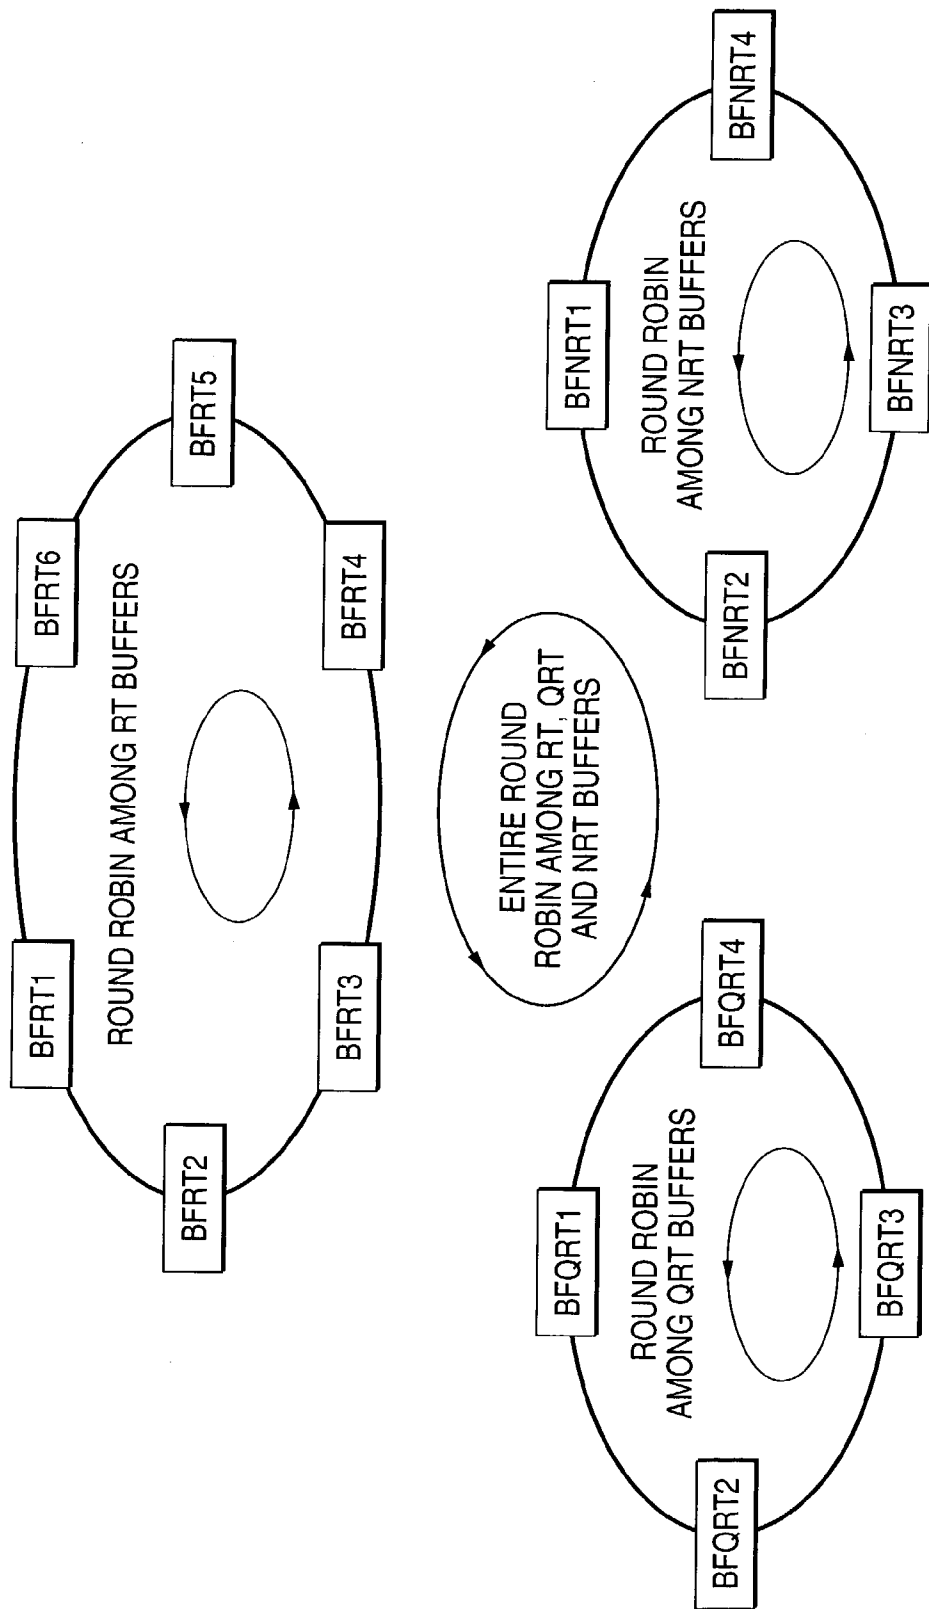 BFRT1
BFRT6
ROUND ROBIN AMONG RT BUFFERS
BFRT2
BFRT5
BFRT3
BFRT4
ENTIRE ROUND
ROBIN AMONG RT, QRT
AND NRT BUFFERS
BFQRT1
ROUND ROBIN
AMONG QRT BUFFERS
BFQRT2
BFQRT4
BFQRT3
BFNRT1
ROUND ROBIN
AMONG NRT BUFFERS
BFNRT2
BFNRT4
BFNRT3